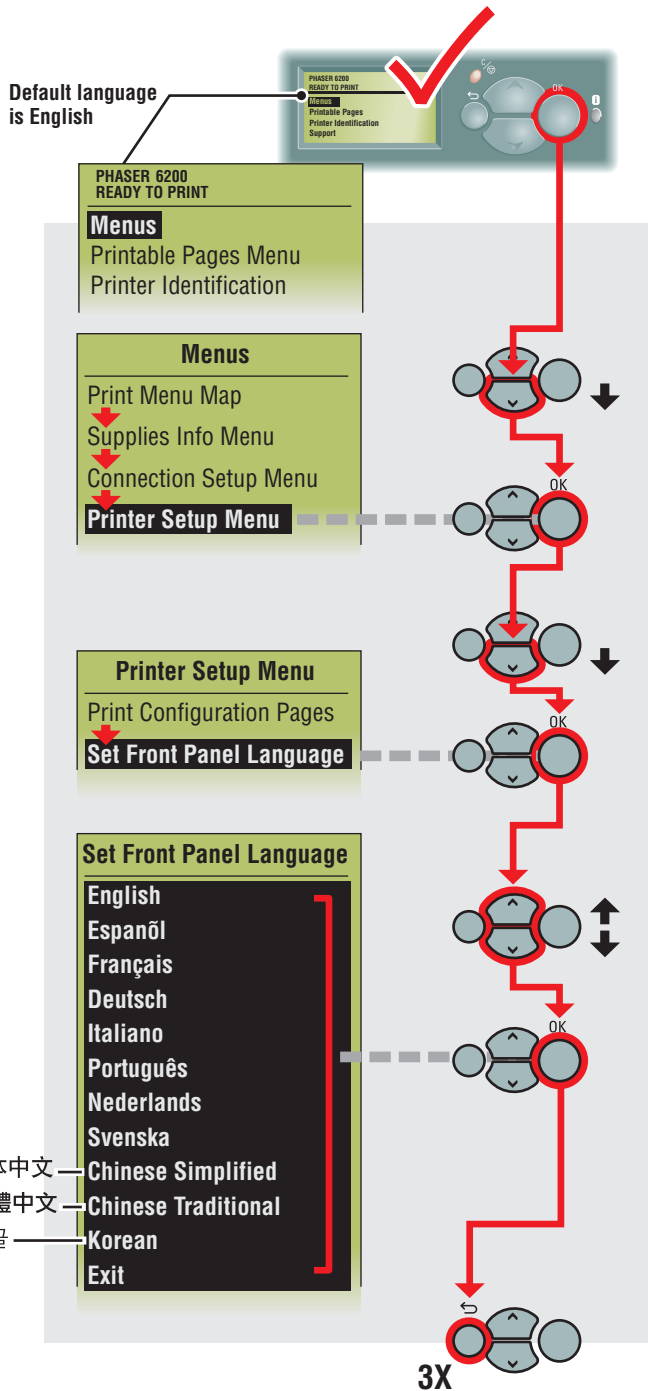 Default language
is English
PHASER 6200
READY TO PRINT
Menus
Printable Pages
Printer Identification
Support
OK
i
PHASER 6200
READY TO PRINT
Menus
Printable Pages Menu
Printer Identification
Menus
Print Menu Map
Supplies Info Menu
Connection Setup Menu
OK
Printer Setup Menu
Printer Setup Menu
Print Configuration Pages
OK
Set Front Panel Language
Set Front Panel Language
English
Espanõl
Français
Deutsch
Italiano
OK
Português
Nederlands
Svenska
中文 Chinese Simplified
體中文 Chinese Traditional
Korean
Exit
3X